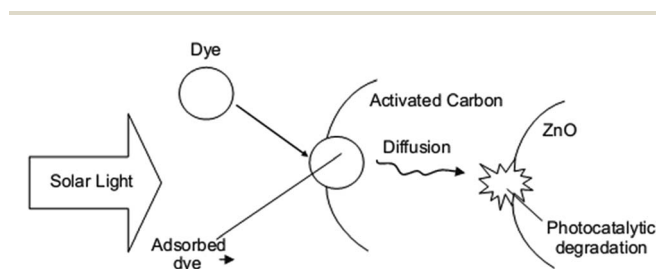 Dye
Activated Carbon
ZnO
Diffusion
Solar Light
Photocatalytic
degradation
Adsorbed
dye